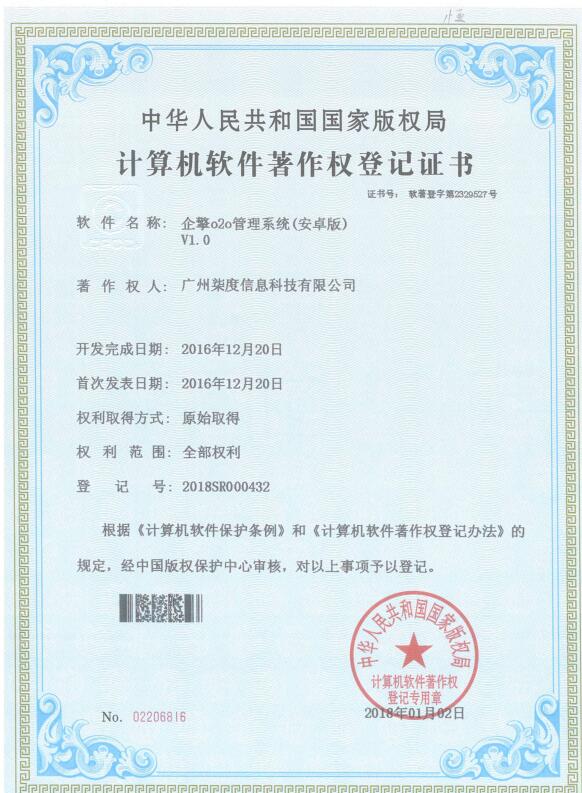 中华人民共和国国家版权局
计算机软件著作权登记证书
证书号: 软著登字第2329527号
软件名称: 企擎o2o管理系统(安卓版)
V1.0
著作权人: 广州柒度信息科技有限公司
开发完成日期: 2016年12月20日
首次发表日期: 2016年12月20日
权利取得方式: 原始取得
权利范围: 全部权利
登记号: 2018SR000432
根据《计算机软件保护条例》和《计算机软件著作权登记办法》的
规定，经中国版权保护中心审核，对以上事项予以登记。
中华人民共和国国家版权局
计算机软件著作权
登记专用章
2018年01月02日
No. 02206816